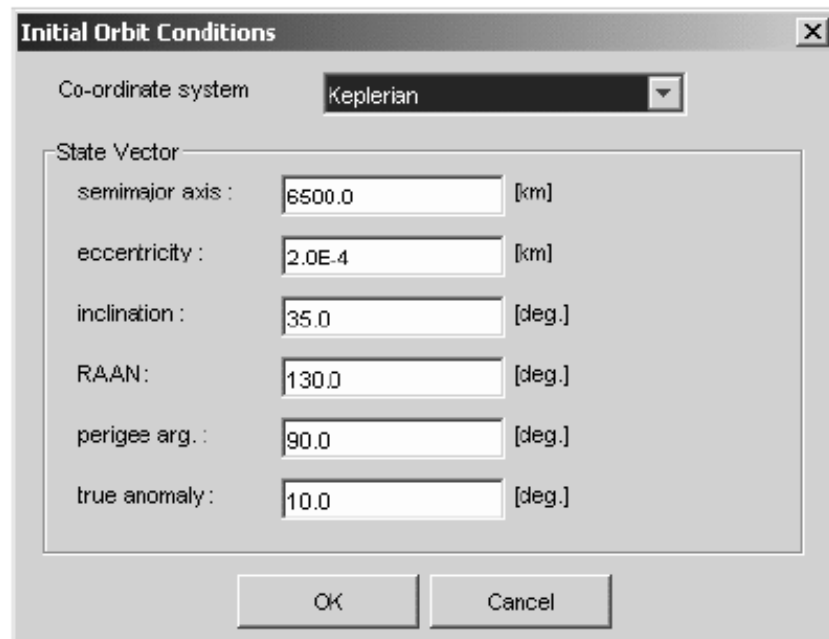 Initial Orbit Conditions
Co-ordinate system Keplerian
State Vector
semimajor axis : 6500.0 [km]
eccentricity : 2.0E-4 [km]
inclination : 35.0 [deg.]
RAAN: 130.0 [deg.]
perigee arg. : 90.0 [deg.]
true anomaly : 10.0 [deg.]
OK Cancel